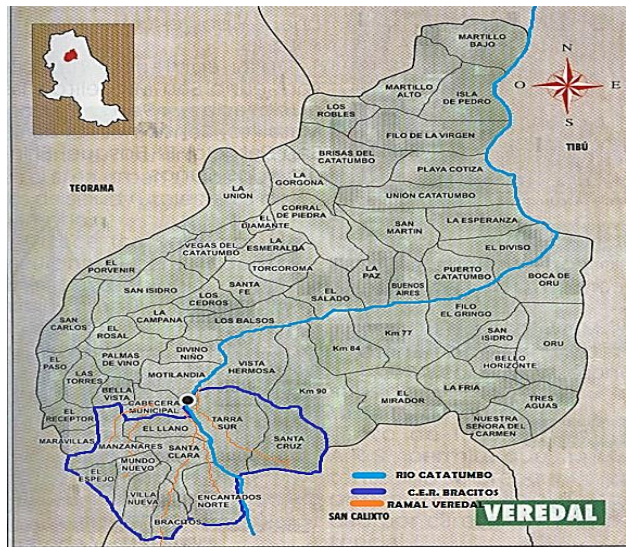 MARTILLO
BAJO
N
O
E
S
TIBÚ
MARTILLO
ALTO
ISLA
DE PEDRO
LOS
ROBLES
FILO DE LA VIRGEN
BRISAS DEL
CATATUMBO
PLAYA COTIZA
TEORAMA
LA
UNION
LA
GORGONA
UNIÓN CATATUMBO
CORRAL
DE PIEDRA
EL
DIAMANTE
SAN
MARTIN
LA ESPERANZA
VEGAS DEL
CATATUMBO
LA
ESMERALDA
EL DIVISO
EL
PORVENIR
TORCOROMA
LA
PAZ
PUERTO
CATATUMBO
BOCA DE
ORU
SAN ISIDRO
SANTA
FE
LOS
CEDROS
EL
SALADO
BUENOS
AIRES
SAN
CARLOS
LA
CAMPANA
LOS BALSOS
FILO
EL GRINGO
EL
ROSAL
Km 84
Km 77
SAN
ISIDRO
ORU
EL
PASO
PALMAS
DE VINO
DIVINO
NIÑO
VISTA
HERMOSA
BELLO
HORIZONTE
LAS
TORRES
MOTILANDIA
Km 90
LA FRIA
BELLA
VISTA
EL
MIRADOR
TRES
AGUAS
CABECERA
MUNICIPAL
EL
RECEPTOR
TARRA
SUR
NUESTRA
SEÑORA DEL
CARMEN
EL LLANO
MARAVILLAS
MANZANARES
SANTA
CLARA
SANTA
CRUZ
MUNDO
NUEVO
EL
ESPEJO
VILLA
NUEVA
ENCANTADOS
NORTE
BRACITOS
RIO CATATUMBO
C.E.R. BRACITOS
RAMAL VEREDAL
SAN CALIXTO
VEREDAL